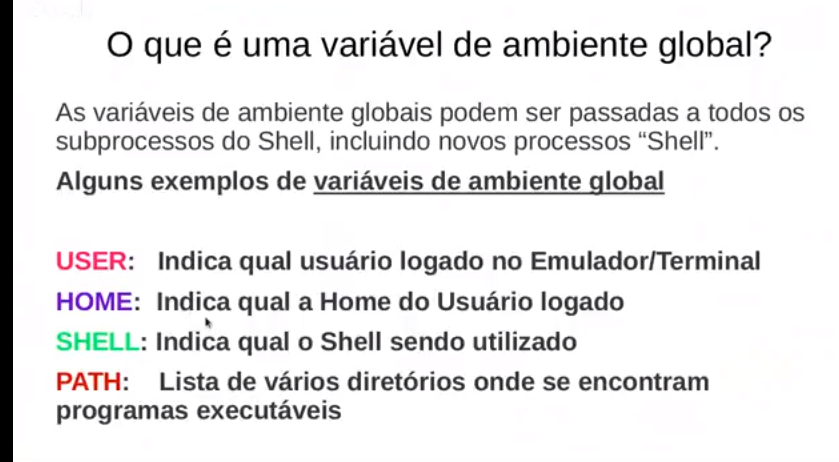 O que é uma variável de ambiente global?
As variáveis de ambiente globais podem ser passadas a todos os
subprocessos do Shell, incluindo novos processos “Shell”.
Alguns exemplos de variáveis de ambiente global
USER: Indica qual usuário logado no Emulador/Terminal
HOME: Indica qual a Home do Usuário logado
SHELL: Indica qual o Shell sendo utilizado
PATH: Lista de vários diretórios onde se encontram
programas executáveis